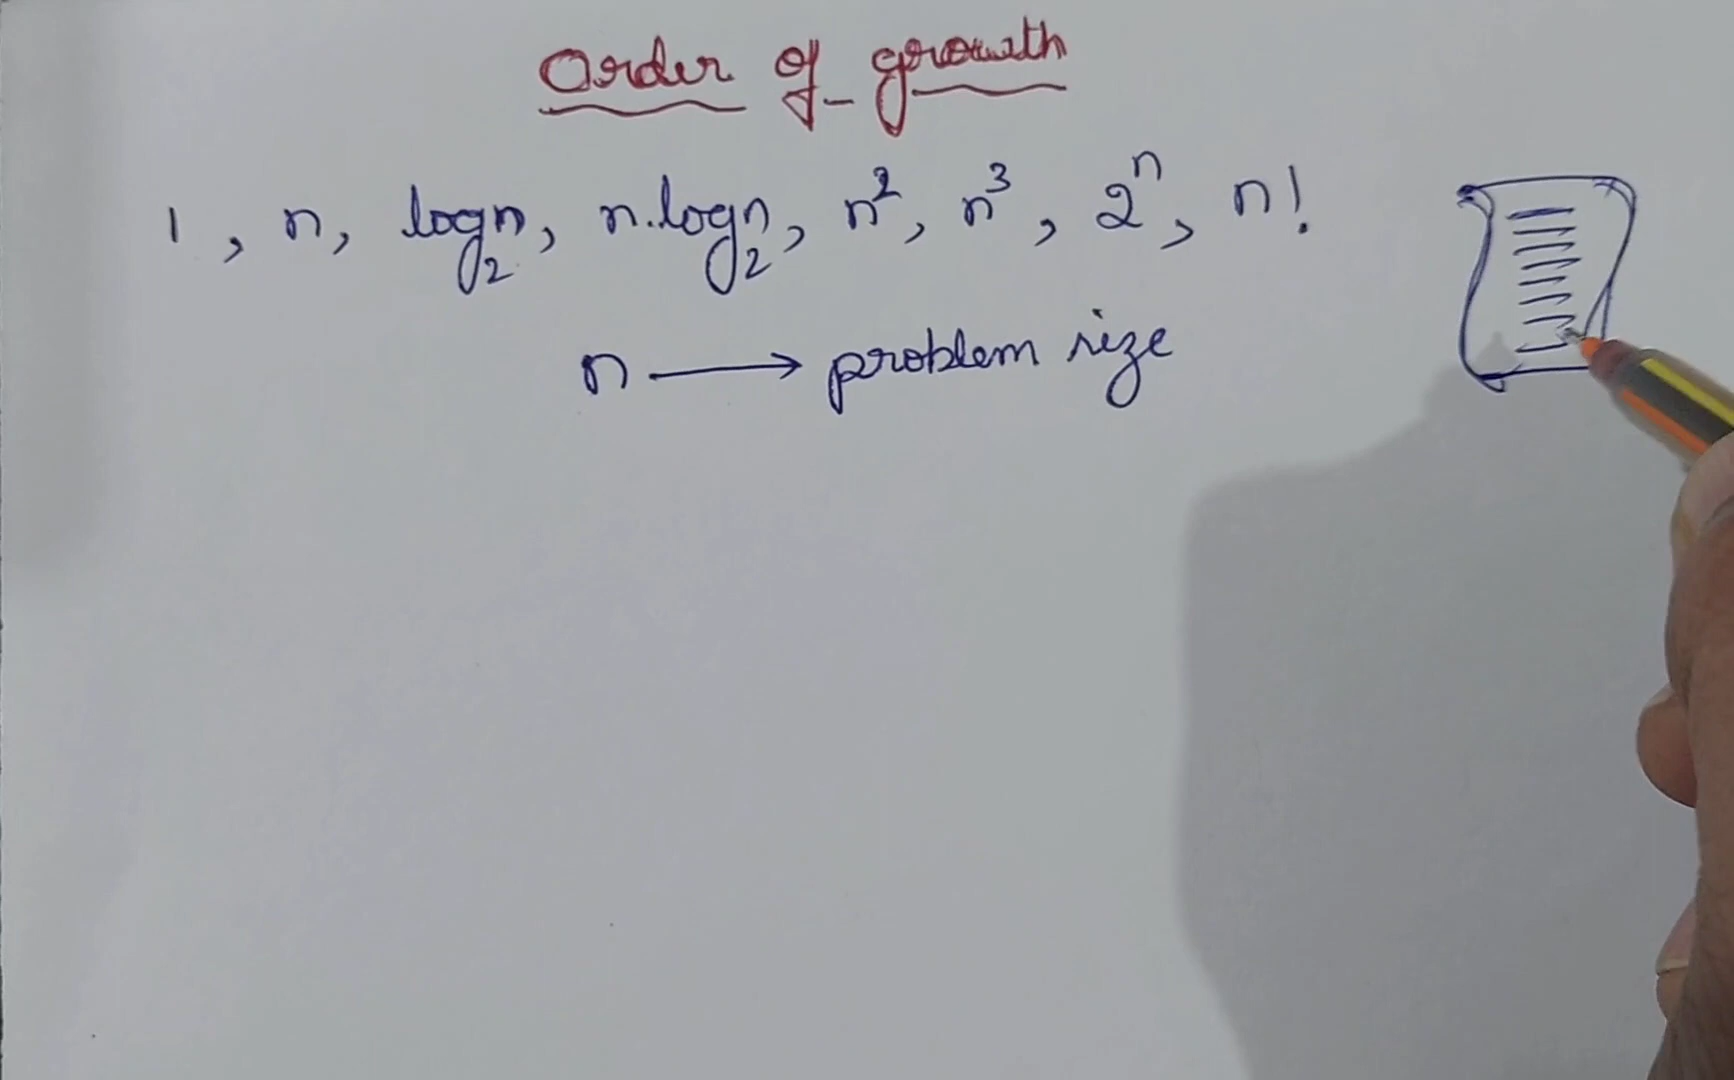 Order of growth
1, n, log₂n, n.log₂n, n², n³, 2ⁿ, n!
n → problem size